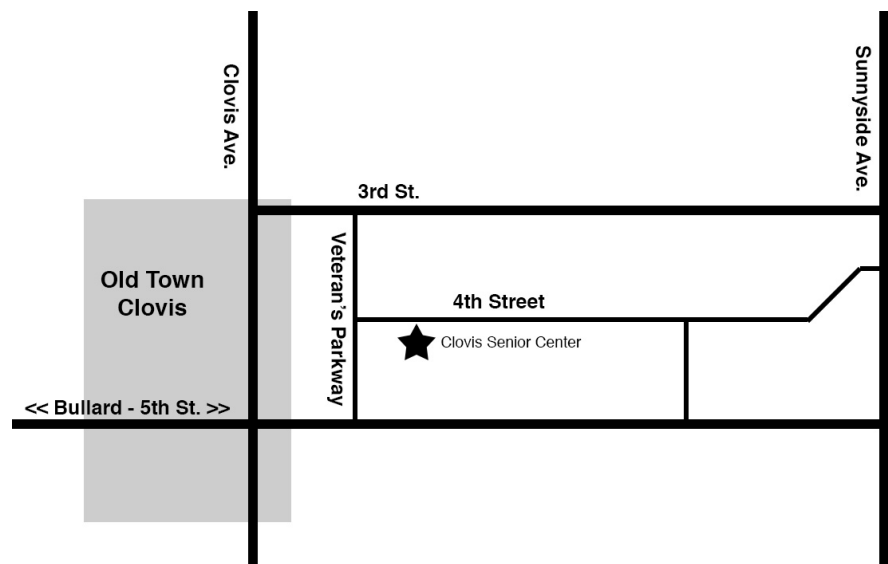 Clovis Ave.
Sunnyside Ave.
3rd St.
Veteran's Parkway
Old Town
Clovis
4th Street
Clovis Senior Center
<< Bullard - 5th St. >>